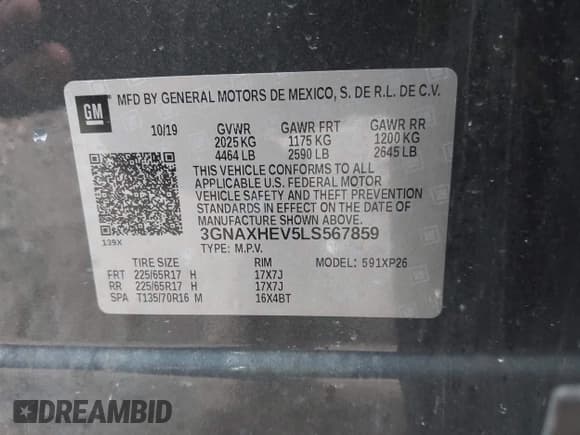 GM
MFD BY GENERAL MOTORS DE MEXICO, S. DE R.L. DE C.V.
10/19 GVWR GAWR FRT GAWR RR
2025 KG 1175 KG 1200 KG
4464 LB 2590 LB 2645 LB
THIS VEHICLE CONFORMS TO ALL
APPLICABLE U.S. FEDERAL MOTOR
VEHICLE SAFETY AND THEFT PREVENTION
STANDARDS IN EFFECT ON THE DATE OF
MANUFACTURE SHOWN ABOVE.
139X
3GNAXHEV5LS567859
TYPE: M.P.V.
TIRE SIZE RIM MODEL: 591XP26
FRT 225/65R17 H 17X7J
RR 225/65R17 H 17X7J
SPA T135/70R16 M 16X4BT
DREAMBID